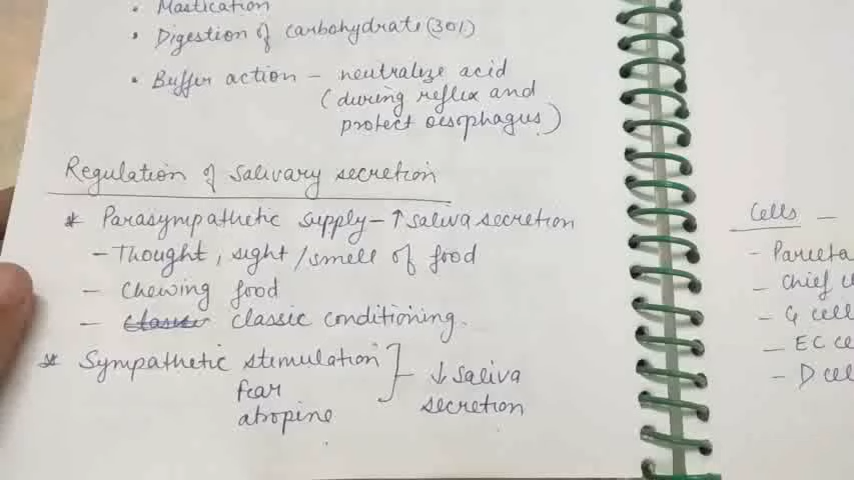 • Mastication
• Digestion of carbohydrate (30%)
• Buffer action – neutralize acid
(during reflex and
protect oesophagus)
Regulation of salivary secretion
* Parasympathetic supply – ↑ saliva secretion
– Thought, sight/smell of food
– Chewing food
– classic conditioning.
* Sympathetic stimulation
fear
atropine
– ↓ saliva
secretion
Cells –
– Parieta
– Chief c
– G cell
– EC ce
– D cel